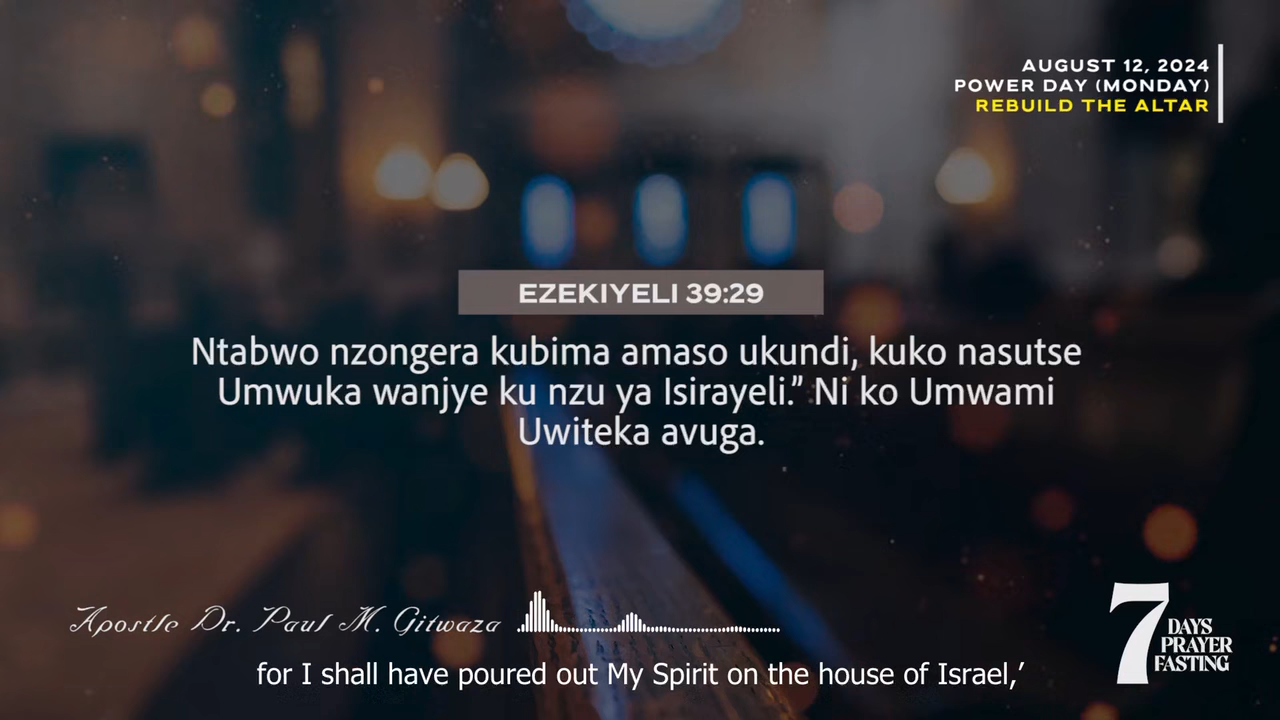 AUGUST 12, 2024
POWER DAY (MONDAY)
REBUILD THE ALTAR
EZEKIYELI 39:29
Ntabwo nzongera kubima amaso ukundi, kuko nasutse
Umwuka wanjye ku nzu ya Isirayeli.” Ni ko Umwami
Uwiteka avuga.
Apostle Dr. Paul M. Gitwaza
7 DAYS
PRAYER
FASTING
for I shall have poured out My Spirit on the house of Israel,’